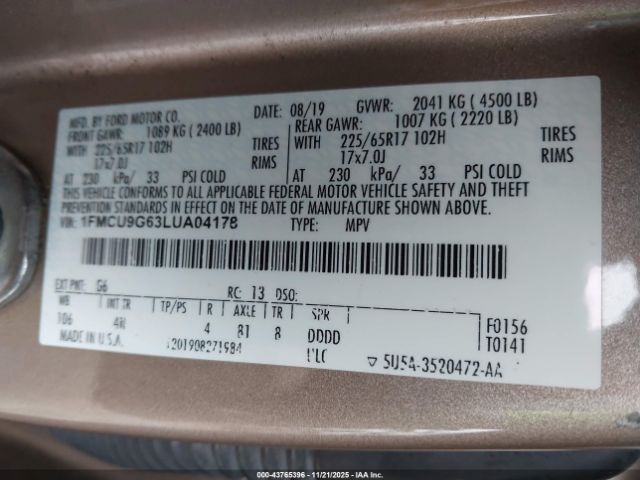 MFD. BY FORD MOTOR CO.
DATE: 08/19 GVWR: 2041 KG ( 4500 LB)
FRONT GAWR: 1089 KG ( 2400 LB) REAR GAWR: 1007 KG ( 2220 LB)
WITH 225/65R17 102H TIRES WITH 225/65R17 102H TIRES
17x7.0J RIMS 17x7.0J RIMS
AT 230 kPa/ 33 PSI COLD AT 230 kPa/ 33 PSI COLD
THIS VEHICLE CONFORMS TO ALL APPLICABLE FEDERAL MOTOR VEHICLE SAFETY AND THEFT
PREVENTION STANDARDS IN EFFECT ON THE DATE OF MANUFACTURE SHOWN ABOVE.
VIN: 1FMCU9G63LUA04178 TYPE: MPV
EXT PNT: G6 RC: 13 DSO:
WB INT TR TP/PS R AXLE TR SPR
106 4 81 8 DDDD F0156
MADE IN U.S.A. T0141
5U5A-3520472-AA
000-43765396 11/21/2025 IAAI.COM